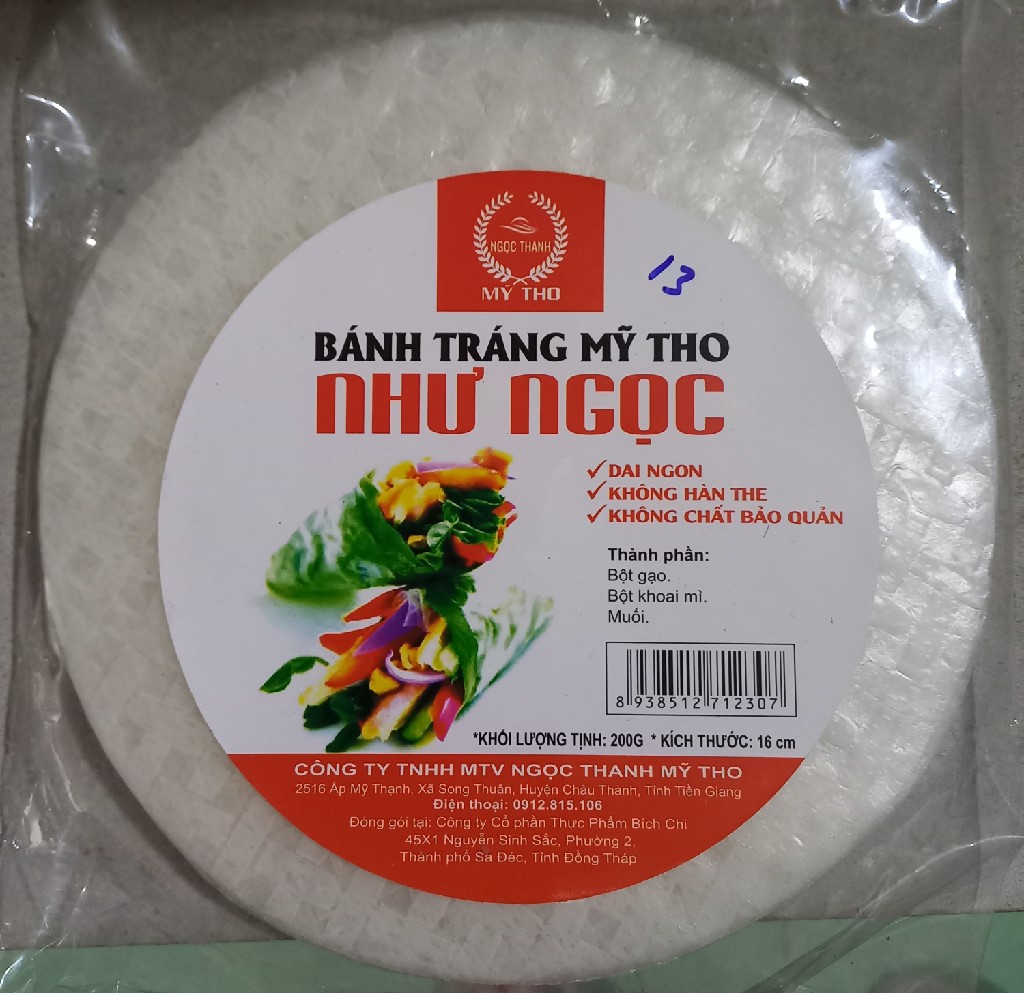 NGỌC THANH
MỸ THO
13
BÁNH TRÁNG MỸ THO
NHƯ NGỌC
DAI NGON
KHÔNG HÀN THE
KHÔNG CHẤT BẢO QUẢN
Thành phần:
Bột gạo.
Bột khoai mì.
Muối.
8 938512 712307
*KHỐI LƯỢNG TỊNH: 200G * KÍCH THƯỚC: 16 cm
CÔNG TY TNHH MTV NGỌC THANH MỸ THO
2516 Ấp Mỹ Thạnh, Xã Song Thuận, Huyện Châu Thành, Tỉnh Tiền Giang
Điện thoại: 0912.815.106
Đóng gói tại: Công ty Cổ phần Thực Phẩm Bích Chi
45X1 Nguyễn Sinh Sắc, Phường 2,
Thành phố Sa Đéc, Tỉnh Đồng Tháp